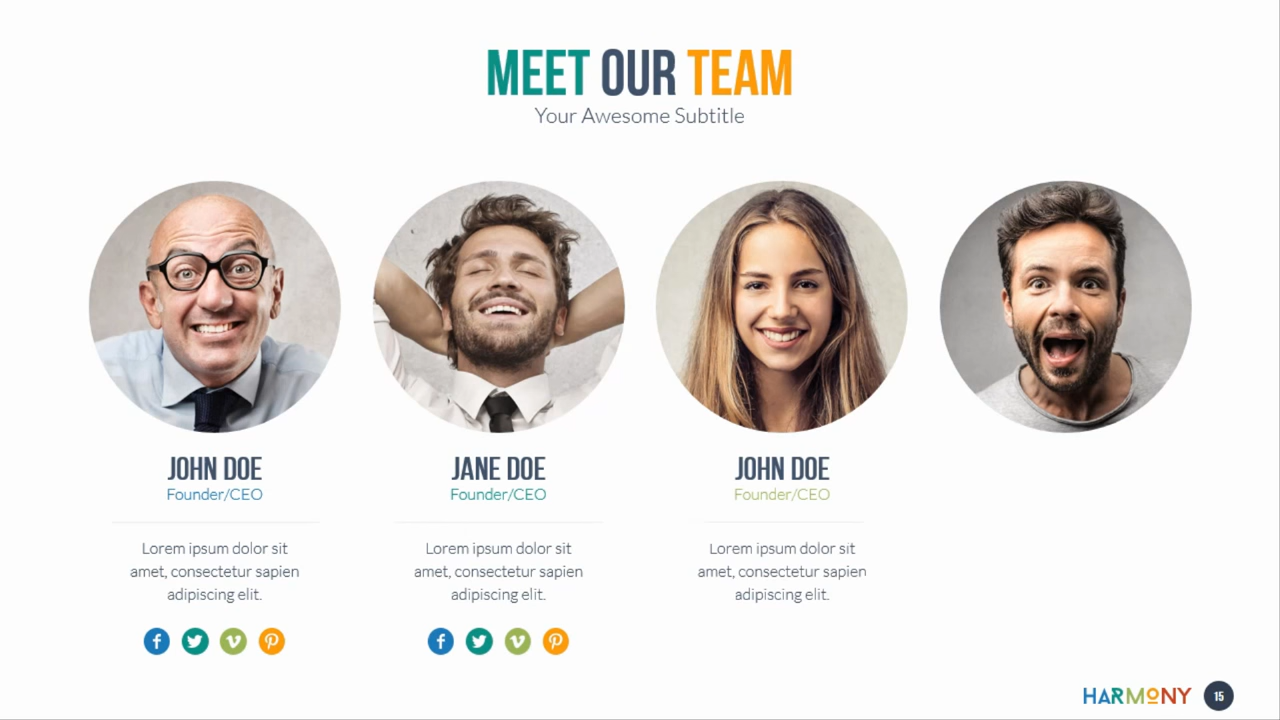 MEET OUR TEAM
Your Awesome Subtitle
JOHN DOE
Founder/CEO
Lorem ipsum dolor sit
amet, consectetur sapien
adipiscing elit.
JANE DOE
Founder/CEO
Lorem ipsum dolor sit
amet, consectetur sapien
adipiscing elit.
JOHN DOE
Founder/CEO
Lorem ipsum dolor sit
amet, consectetur sapien
adipiscing elit.
HARMONY
15